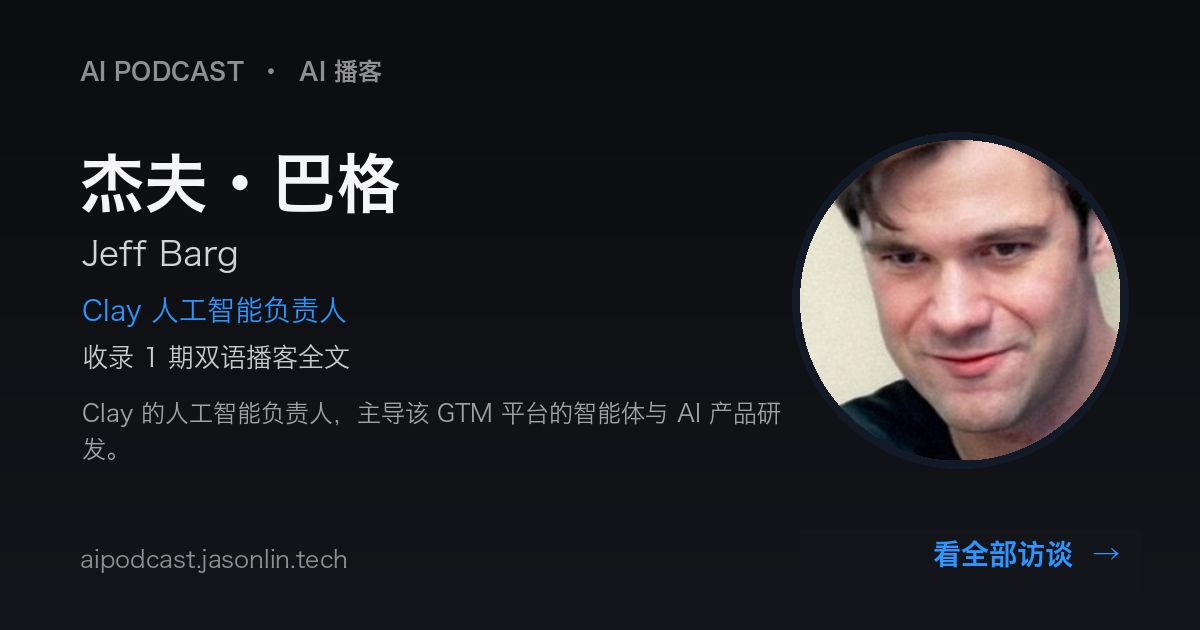 AI PODCAST · AI 播客
杰夫·巴格
Jeff Barg
Clay 人工智能负责人
收录 1 期双语播客全文
Clay 的人工智能负责人，主导该 GTM 平台的智能体与 AI 产品研
发。
aipodcast.jasonlin.tech
看全部访谈 →